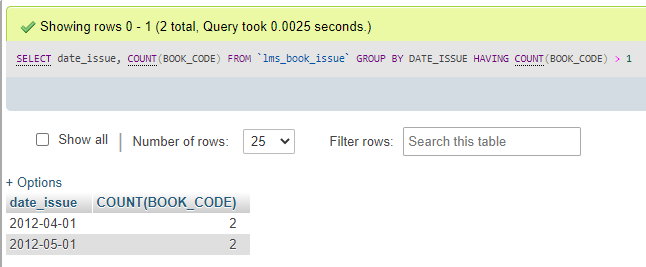 Showing rows 0 - 1 (2 total, Query took 0.0025 seconds.)
SELECT date_issue, COUNT(BOOK_CODE) FROM `lms_book_issue` GROUP BY DATE_ISSUE HAVING COUNT(BOOK_CODE) > 1
Show all | Number of rows: 25 Filter rows: Search this table
+ Options
date_issue COUNT(BOOK_CODE)
2012-04-01 2
2012-05-01 2